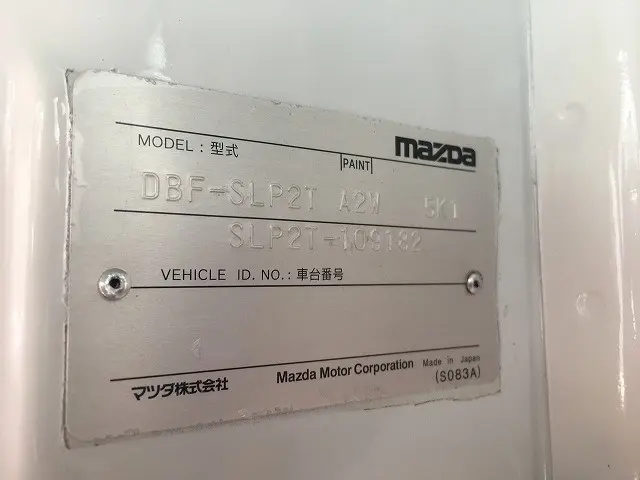 mazda
MODEL : 型式
PAINT
DBF-SLP2T A2W 5K1
SLP2T-109182
VEHICLE ID. NO. : 車台番号
マツダ株式会社 Mazda Motor Corporation Made in Japan
(S083A)